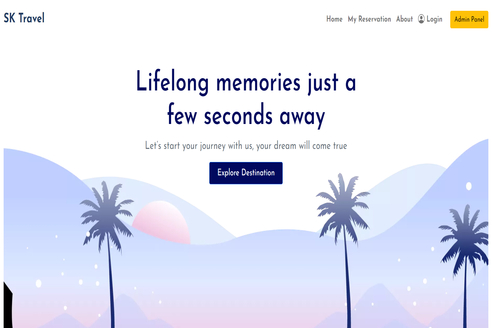 SK Travel
Home My Reservation About Login Admin Panel
Lifelong memories just a
few seconds away
Let's start your journey with us, your dream will come true
Explore Destination